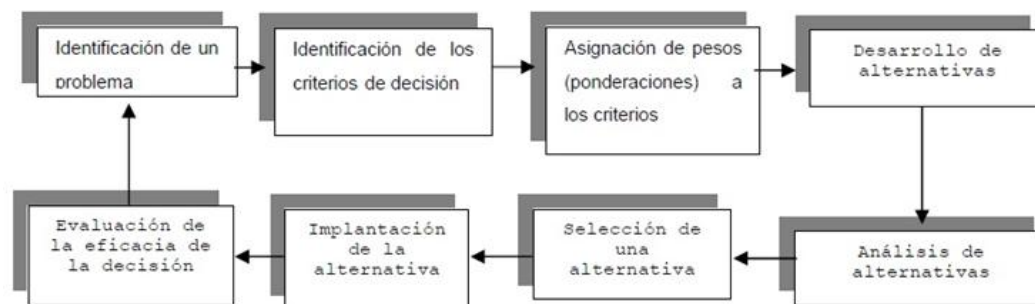 Identificación de un
problema
Identificación de los
criterios de decisión
Asignación de pesos
(ponderaciones) a
los criterios
Desarrollo de
alternativas
Análisis de
alternativas
Selección de
una
alternativa
Implantación
de la
alternativa
Evaluación de
la eficacia de
la decisión